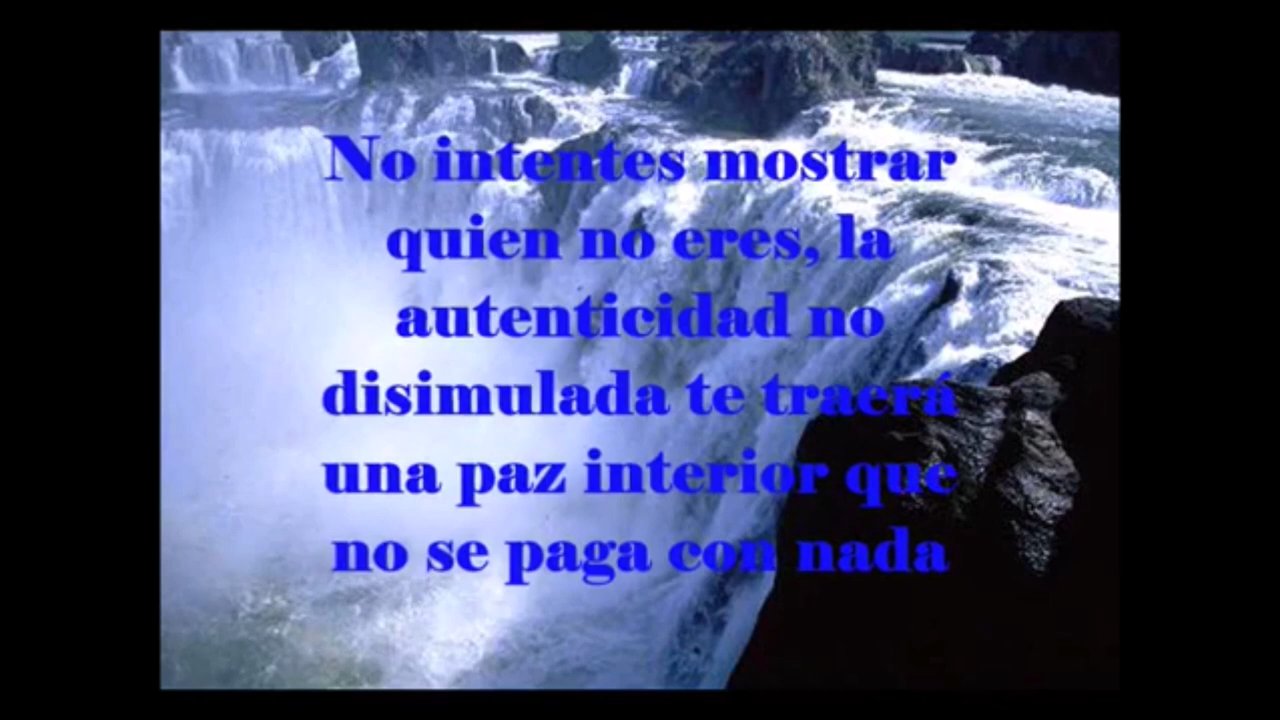 No intentes mostrar
quien no eres, la
autenticidad no
disimulada te traerá
una paz interior que
no se paga con nada